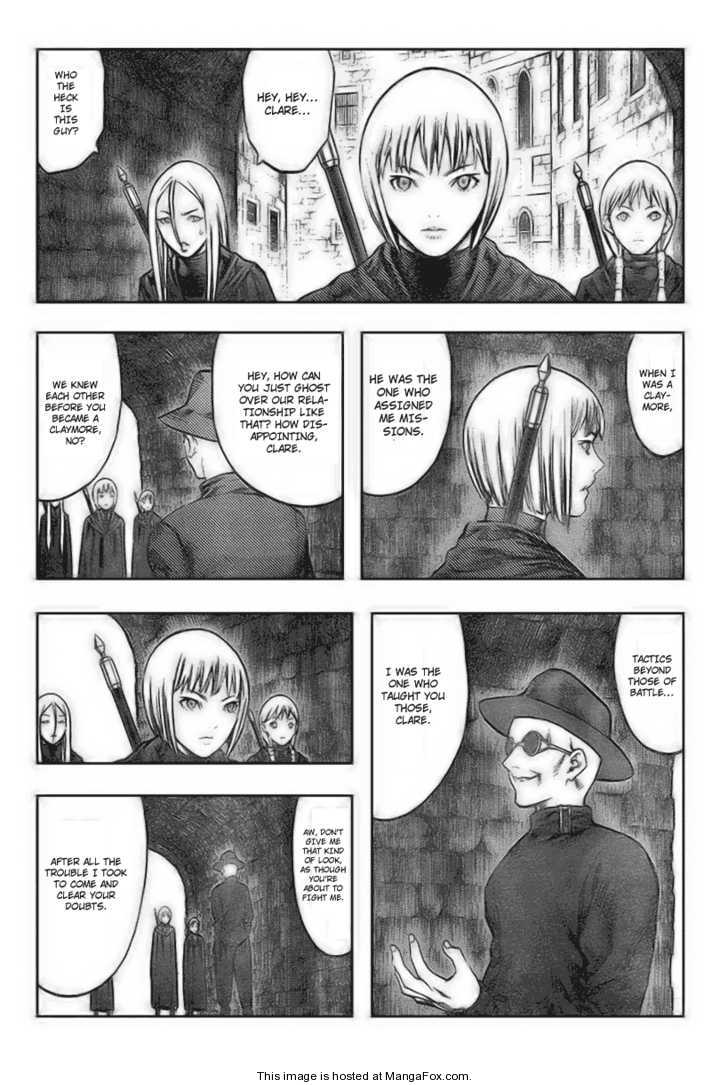 HEY, HEY...
CLARE...
WHO
THE
HECK
IS
THIS
GUY?
WHEN
I WAS
A
CLAY-
MORE,
HE WAS THE
ONE WHO
ASSIGNED
ME MIS-
SIONS.
HEY, HOW CAN
YOU JUST GHOST
OVER OUR RELA-
TIONSHIP LIKE
THAT? HOW DIS-
APPOINTING,
CLARE.
WE KNEW
EACH OTHER
BEFORE YOU
BECAME A
CLAYMORE,
NO?
TACTICS
BEYOND
THOSE OF
BATTLE...
I WAS THE
ONE WHO
TAUGHT YOU
THOSE,
CLARE.
AW, DON'T
GIVE ME
THAT KIND
OF LOOK,
AS THOUGH
YOU'RE
ABOUT TO
FIGHT ME.
AFTER ALL THE
TROUBLE I TOOK
TO COME AND
CLEAR YOUR
DOUBTS.
This image is hosted at MangaFox.com.